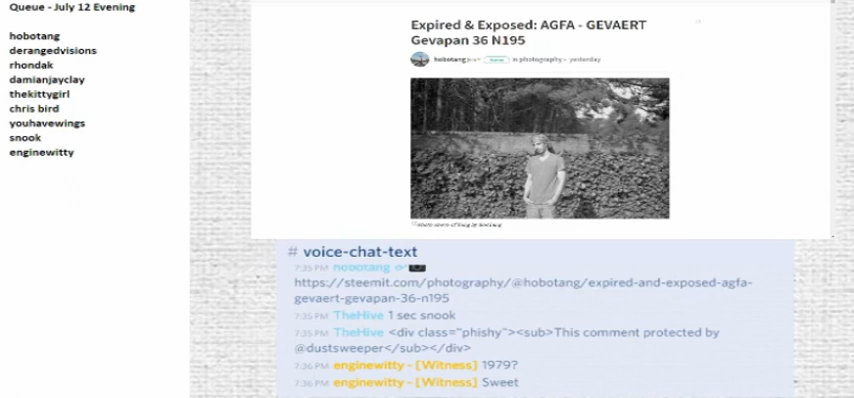 Queue - July 12 Evening
hobotang
derangedvisions
rhondak
damianjayclay
thekittygirl
chris bird
youhavewings
snook
enginewitty
Expired & Exposed: AGFA - GEVAERT
Gevapan 36 N195
hobotang in photography - yesterday
# voice-chat-text
7:35 PM hobotang
https://steemit.com/photography/@hobotang/expired-and-exposed-agfa-
gevaert-gevapan-36-n195
7:35 PM TheHive 1 sec snook
7:35 PM TheHive <div class="phishy"><sub>This comment protected by
@dustsweeper</sub></div>
7:36 PM enginewitty - [Witness] 1979?
7:36 PM enginewitty - [Witness] Sweet